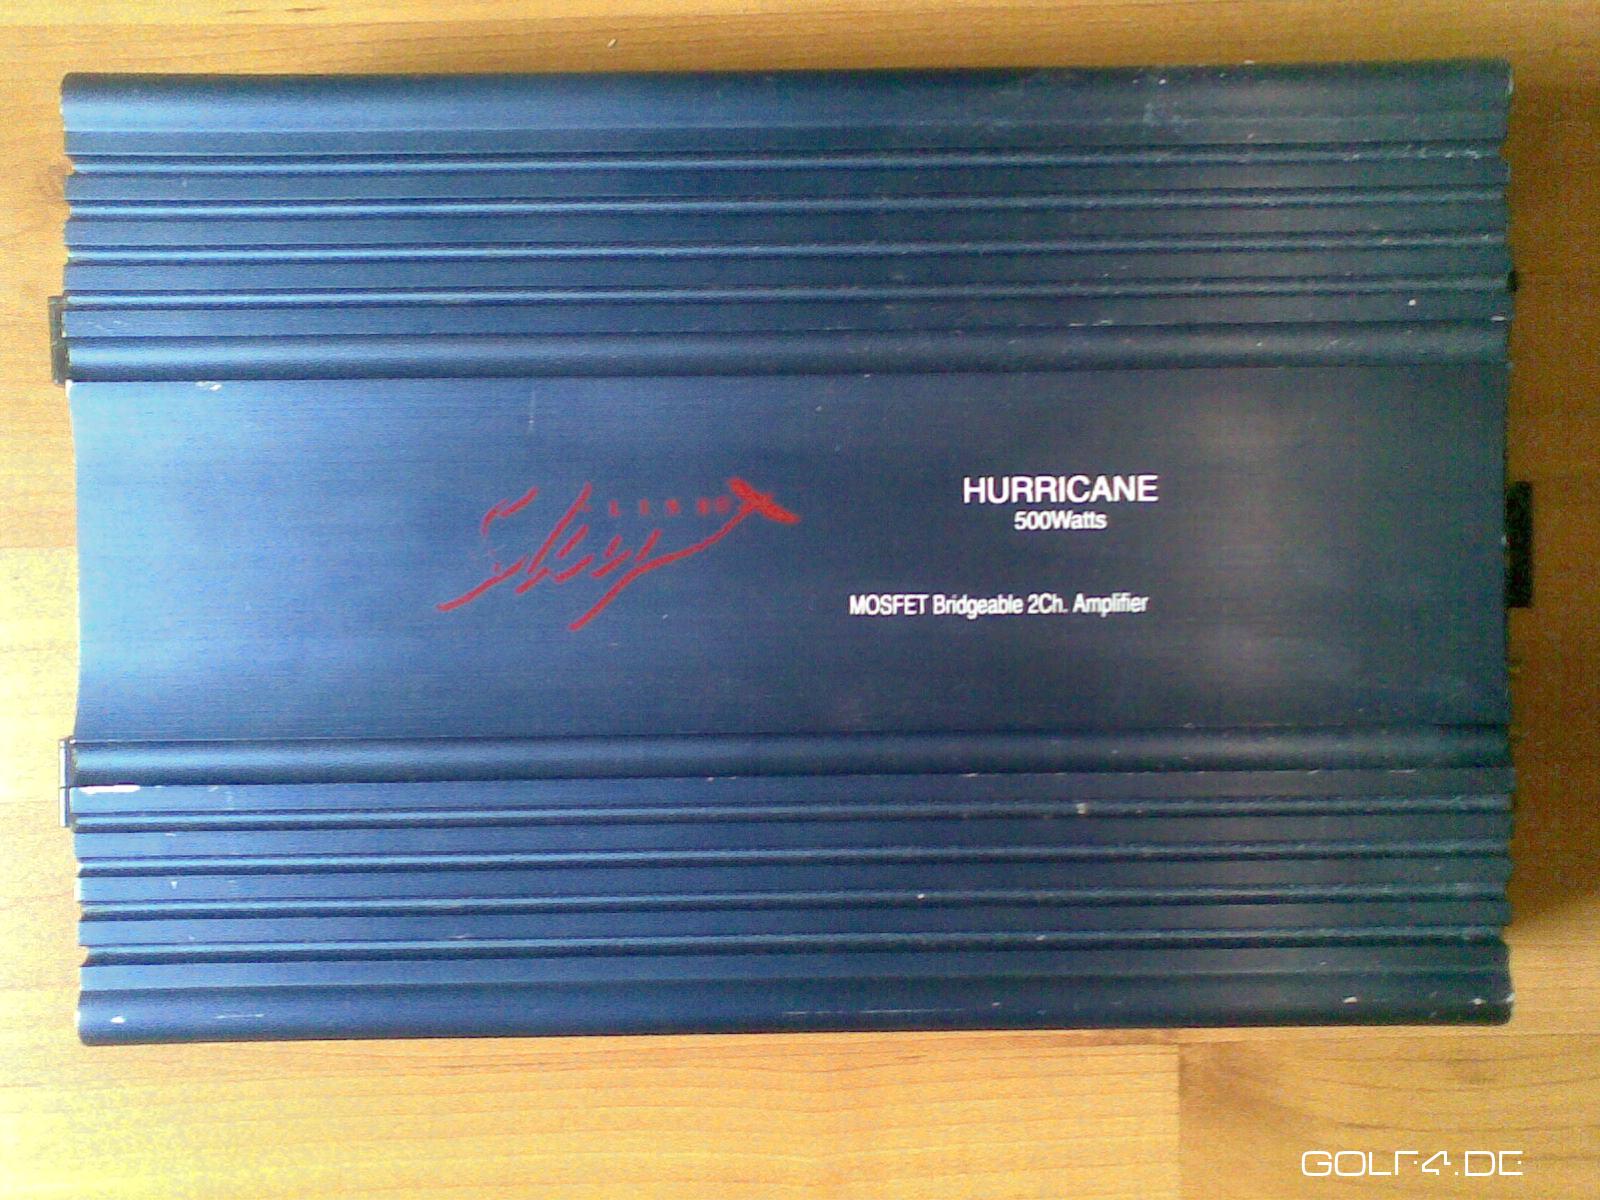 HURRICANE
500Watts
MOSFET Bridgeable 2Ch. Amplifier
GOLF4.DE